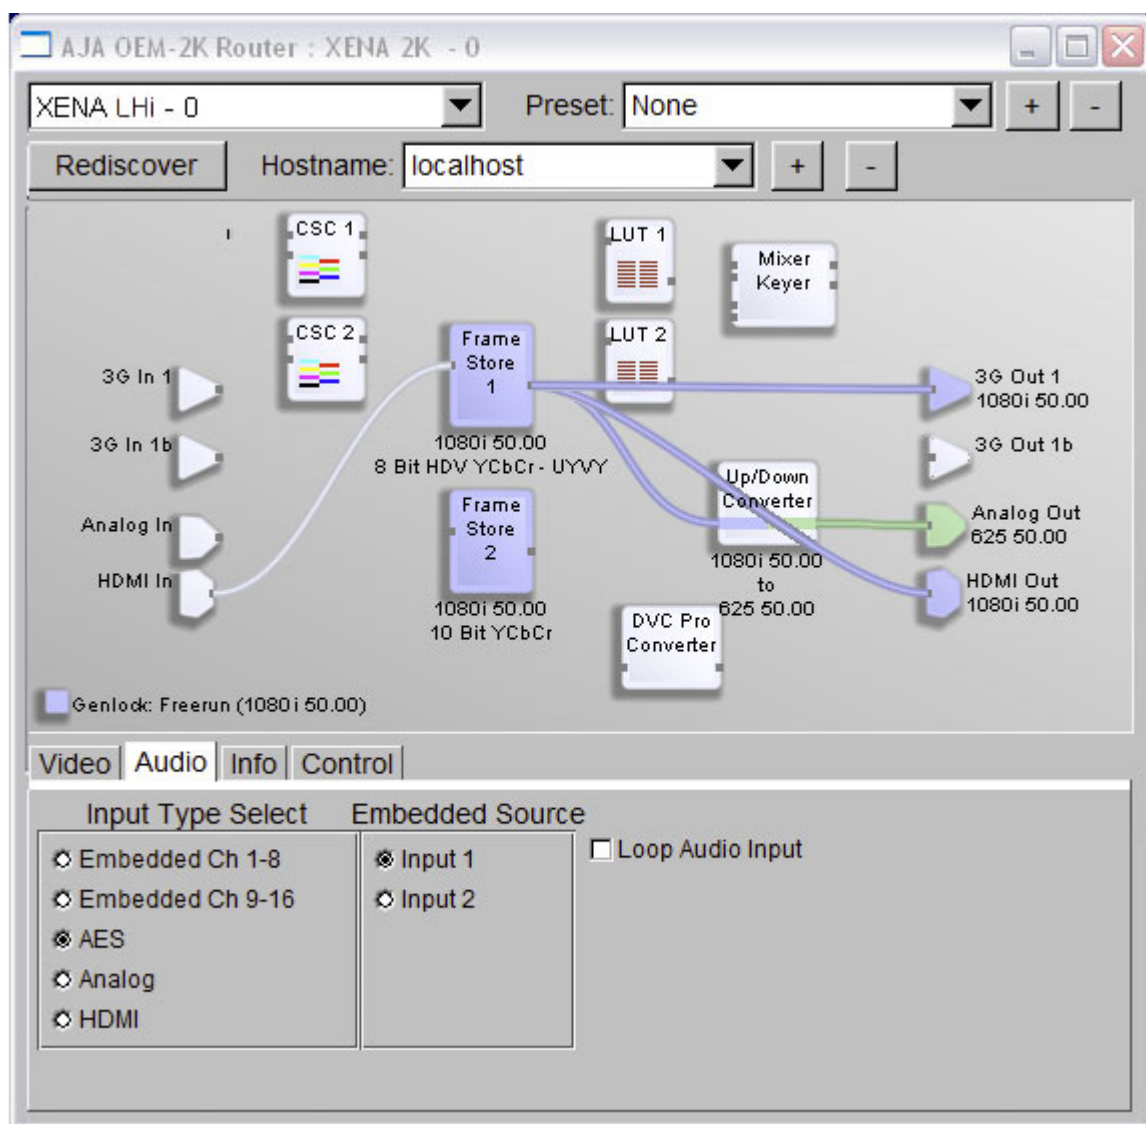 AJA OEM-2K Router : XENA 2K - 0
XENA LHi - 0
Preset: None
+ -
Rediscover
Hostname: localhost
+ -
CSC 1
LUT 1
Mixer
Keyer
CSC 2
Frame
Store
1
LUT 2
3G In 1
3G Out 1
1080i 50.00
1080i 50.00
8 Bit HDV YCbCr - UYVY
3G In 1b
3G Out 1b
Up/Down
Converter
Frame
Store
2
Analog In
Analog Out
625 50.00
1080i 50.00
to
625 50.00
HDMI In
HDMI Out
1080i 50.00
1080i 50.00
10 Bit YCbCr
DVC Pro
Converter
Genlock: Freerun (1080i 50.00)
Video
Audio
Info
Control
Input Type Select
Embedded Ch 1-8
Embedded Ch 9-16
AES
Analog
HDMI
Embedded Source
Input 1
Input 2
Loop Audio Input